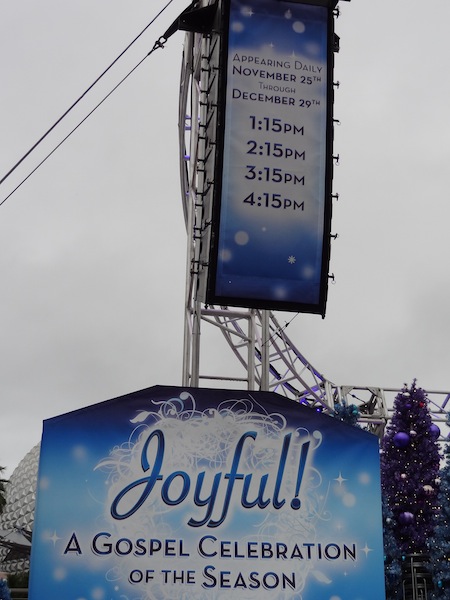 Appearing Daily
November 25th
Through
December 29th
1:15pm
2:15pm
3:15pm
4:15pm
Joyful!
A Gospel Celebration
of the Season